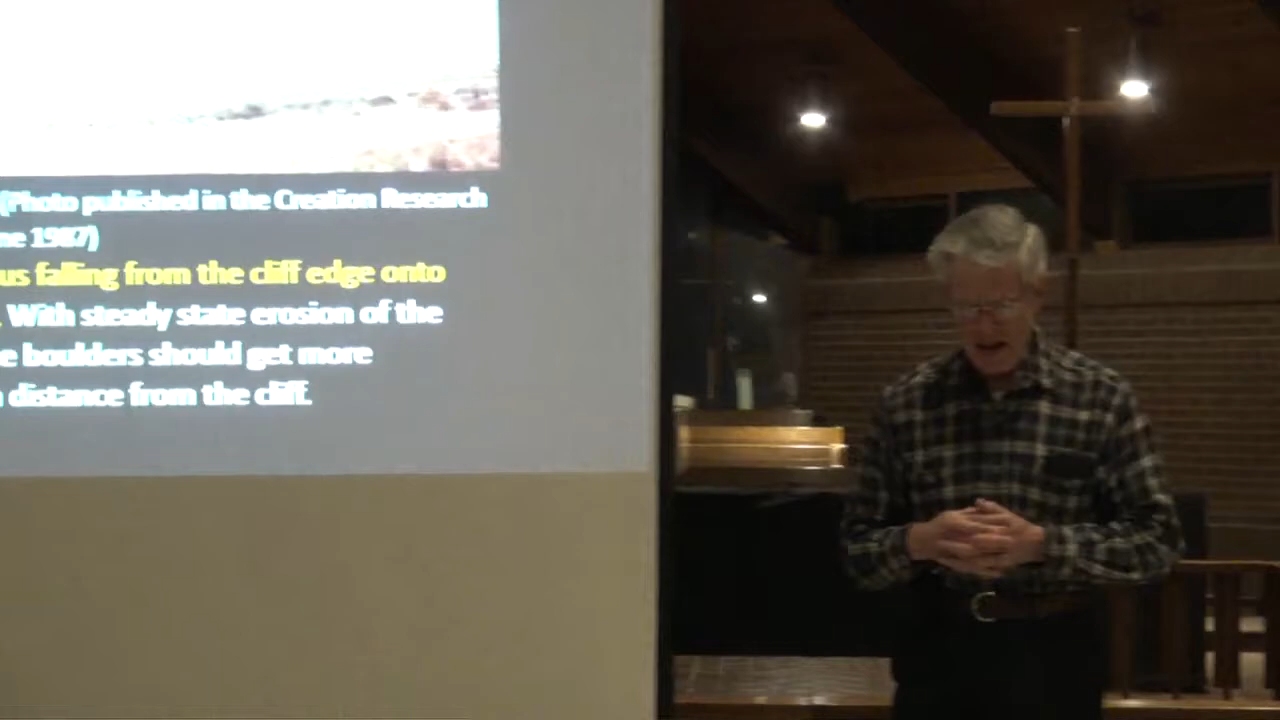 (Photo published in the Creation Research
ne 1987)
us falling from the cliff edge onto
. With steady state erosion of the
e boulders should get more
distance from the cliff.